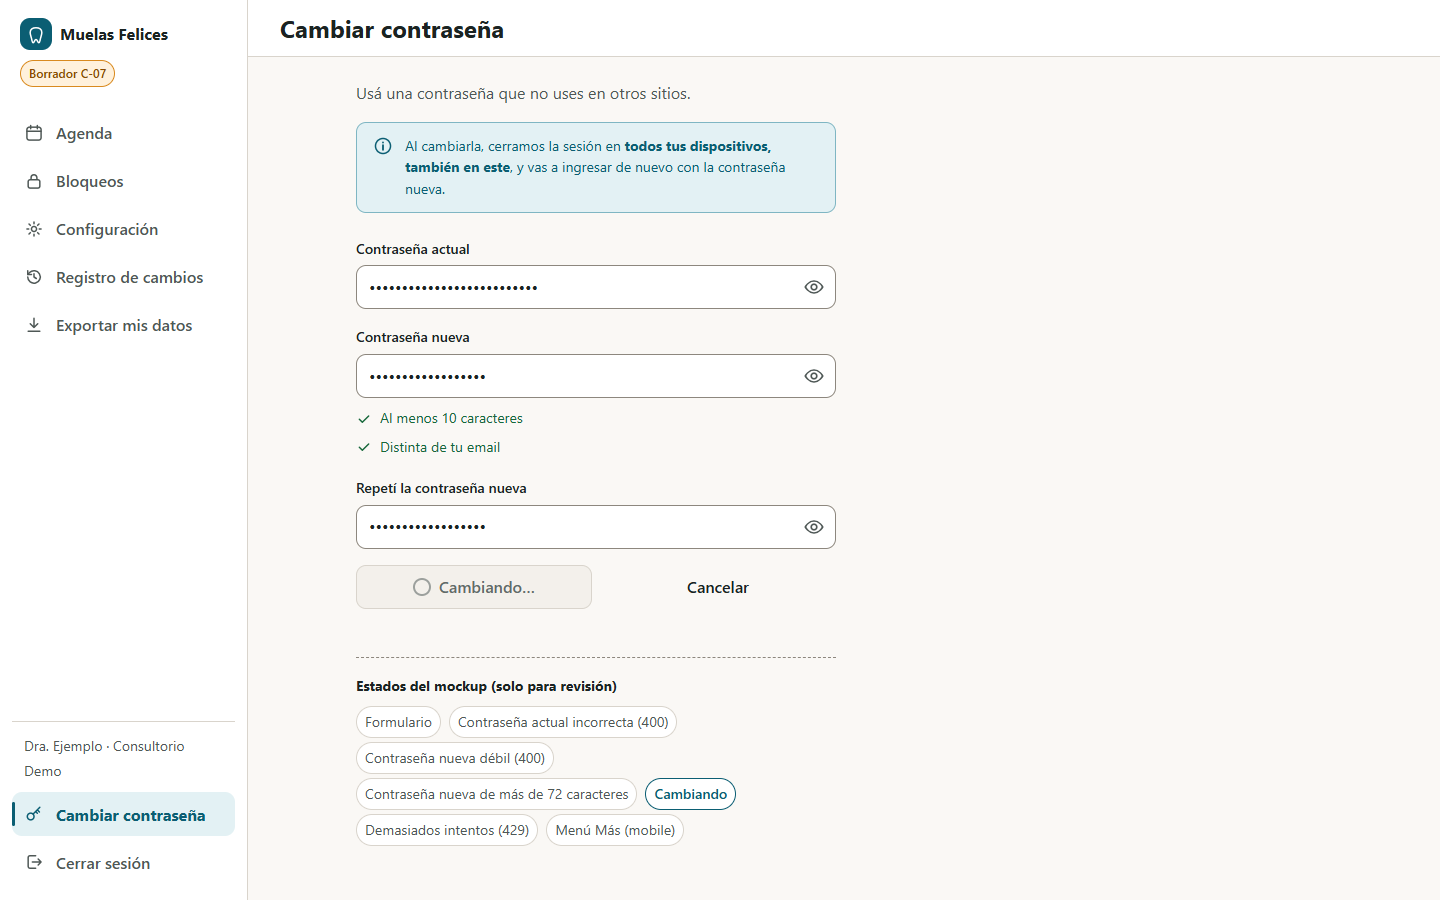 Muelas Felices
Borrador C-07
Agenda
Bloqueos
Configuración
Registro de cambios
Exportar mis datos
Dra. Ejemplo · Consultorio
Demo
Cambiar contraseña
Cerrar sesión
Cambiar contraseña
Usá una contraseña que no uses en otros sitios.
Al cambiarla, cerramos la sesión en todos tus dispositivos,
también en este, y vas a ingresar de nuevo con la contraseña
nueva.
Contraseña actual
••••••••••••••••••••••••••
Contraseña nueva
••••••••••••••••••
Al menos 10 caracteres
Distinta de tu email
Repetí la contraseña nueva
••••••••••••••••••
Cambiando...
Cancelar
Estados del mockup (solo para revisión)
Formulario
Contraseña actual incorrecta (400)
Contraseña nueva débil (400)
Contraseña nueva de más de 72 caracteres
Cambiando
Demasiados intentos (429)
Menú Más (mobile)